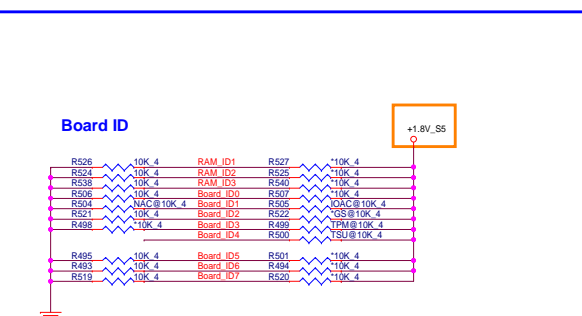 Board ID
+1.8V_S5
R526 10K_4 RAM_ID1 R527 *10K_4
R524 10K_4 RAM_ID2 R525 *10K_4
R538 10K_4 RAM_ID3 R540 *10K_4
R506 10K_4 Board_ID0 R507 *10K_4
R504 NAC@10K_4 Board_ID1 R505 IOAC@10K_4
R521 10K_4 Board_ID2 R522 *GS@10K_4
R498 *10K_4 Board_ID3 R499 TPM@10K_4
Board_ID4 R500 TSU@10K_4
R495 10K_4 Board_ID5 R501 *10K_4
R493 10K_4 Board_ID6 R494 *10K_4
R519 10K_4 Board_ID7 R520 *10K_4